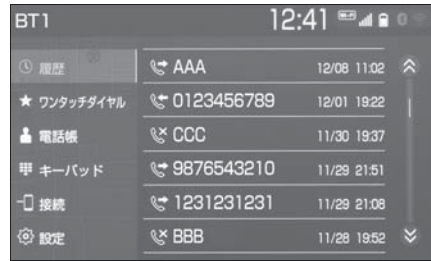 BT1 12:41 Wi-Fi
履歴
ワンタッチダイヤル
電話帳
キーパッド
接続
設定
AAA 12/08 11:02
0123456789 12/01 19:22
CCC 11/30 19:37
9876543210 11/29 21:51
1231231231 11/29 21:08
BBB 11/28 19:52